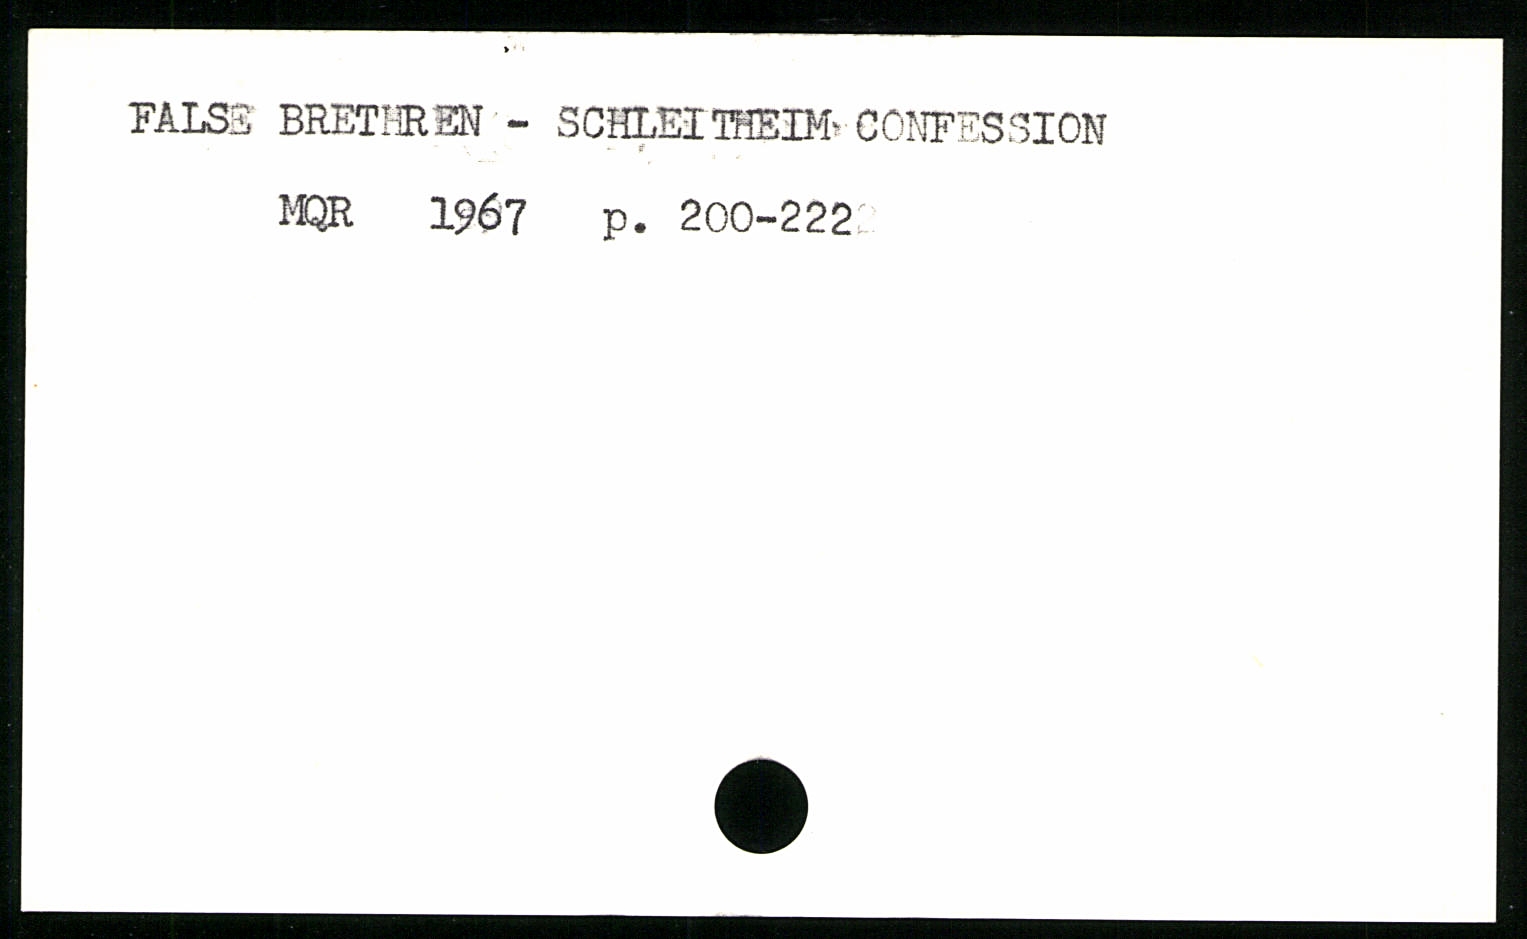 FALSE BRETHREN - SCHLEITHEIM CONFESSION
MQR 1967 p. 200-222